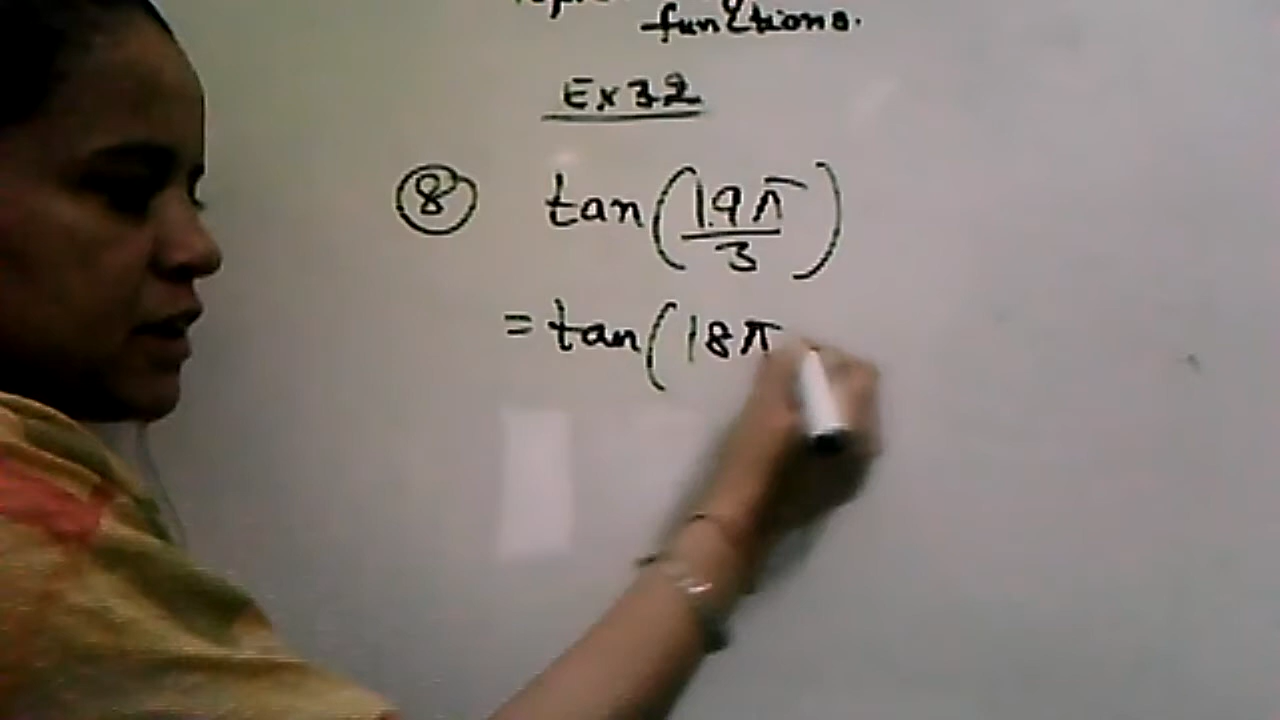 functions.
Ex 3.2
8 tan(19π/3)
= tan(18π